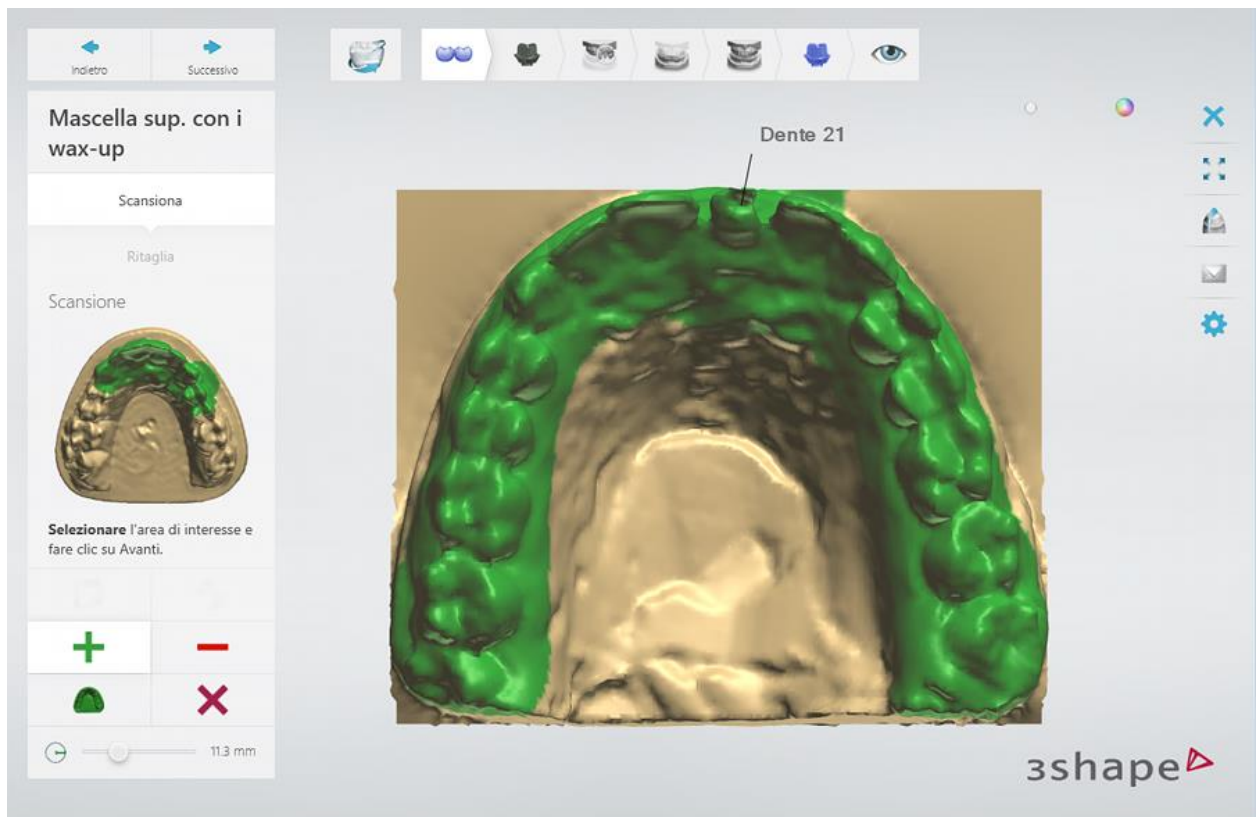 Indietro
Successivo
Mascella sup. con i
wax-up
Scansiona
Ritaglia
Scansione
Selezionare l'area di interesse e
fare clic su Avanti.
11.3 mm
Dente 21
3shape